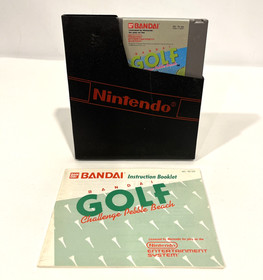 BANDAI
GOLF
Nintendo®
BANDAI Instruction Booklet
BANDAI
GOLF
Challenge Pebble Beach
Nintendo
ENTERTAINMENT
SYSTEM